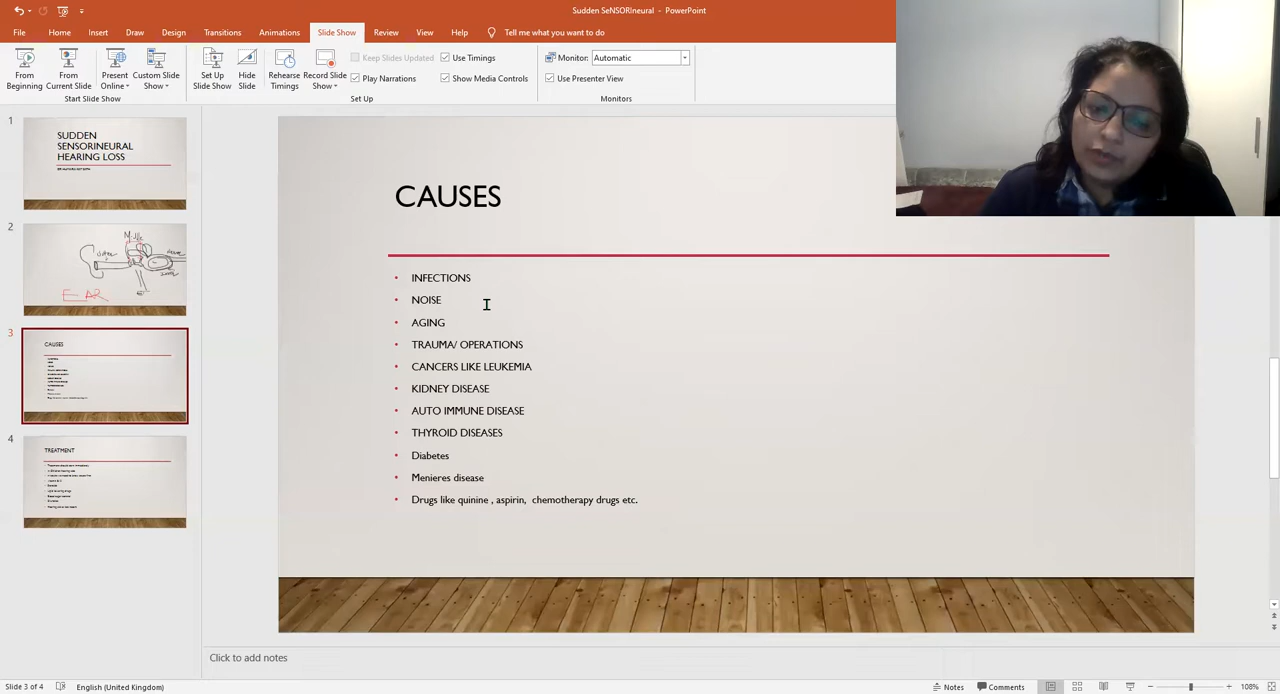 Sudden SeNSORIneural - PowerPoint
File Home Insert Draw Design Transitions Animations Slide Show Review View Help Tell me what you want to do
From Beginning
From Current Slide
Present Online
Custom Slide Show
Start Slide Show
Set Up Slide Show
Hide Slide
Rehearse Timings
Record Slide Show
Keep Slides Updated
Play Narrations
Use Timings
Show Media Controls
Set Up
Monitor: Automatic
Use Presenter View
Monitors
1
SUDDEN
SENSORINEURAL
HEARING LOSS
2
EAR
3
CAUSES
4
TREATMENT
CAUSES
• INFECTIONS
• NOISE
• AGING
• TRAUMA/ OPERATIONS
• CANCERS LIKE LEUKEMIA
• KIDNEY DISEASE
• AUTO IMMUNE DISEASE
• THYROID DISEASES
• Diabetes
• Menieres disease
• Drugs like quinine , aspirin, chemotherapy drugs etc.
Click to add notes
Slide 3 of 4 English (United Kingdom) Notes Comments 108%